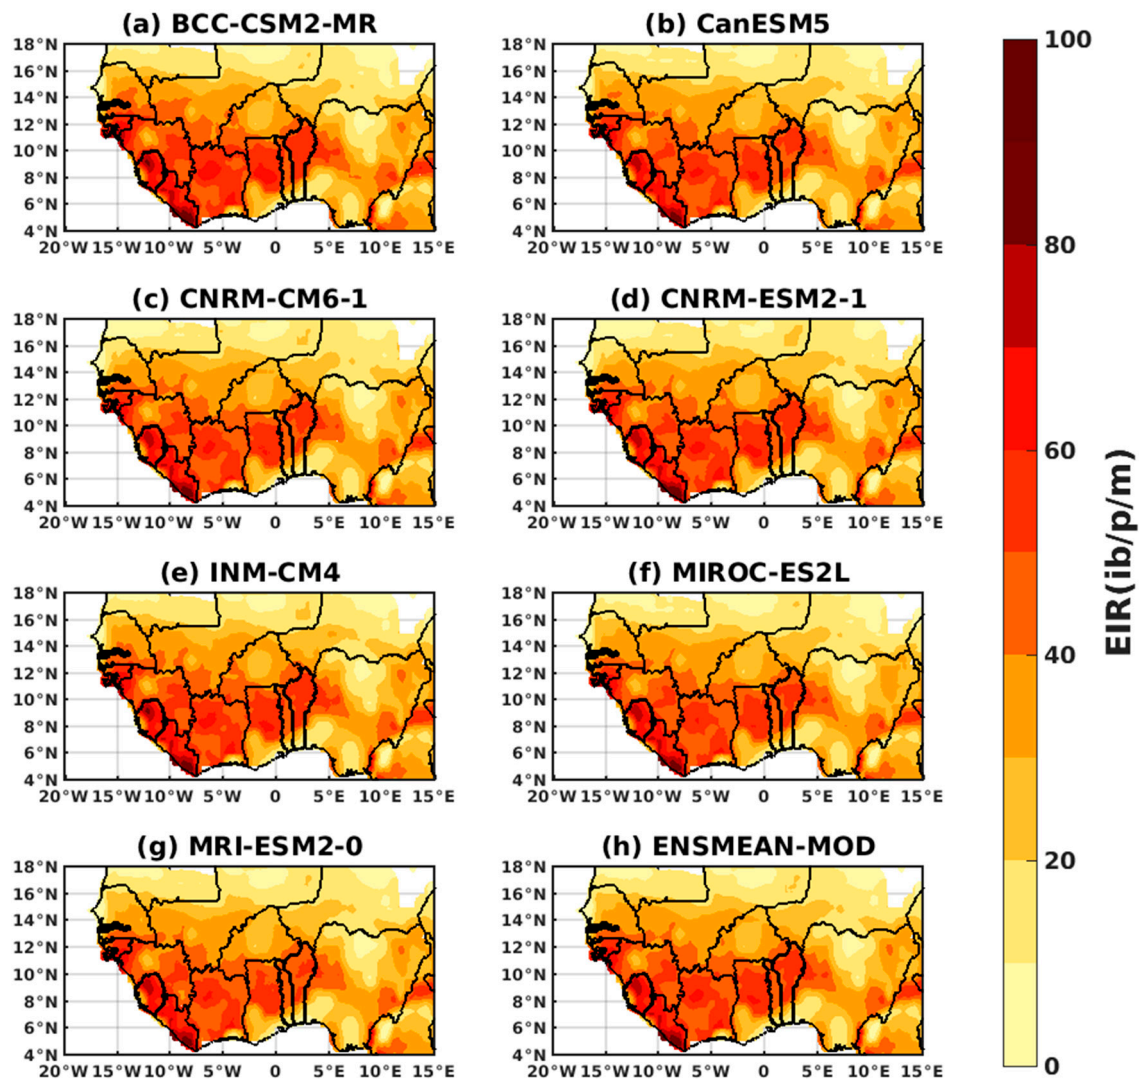 (a) BCC-CSM2-MR
(b) CanESM5
18°N
16°N
14°N
12°N
10°N
8°N
6°N
4°N
20°W 15°W 10°W 5°W 0 5°E 10°E 15°E
18°N
16°N
14°N
12°N
10°N
8°N
6°N
4°N
20°W 15°W 10°W 5°W 0 5°E 10°E 15°E
(c) CNRM-CM6-1
(d) CNRM-ESM2-1
18°N
16°N
14°N
12°N
10°N
8°N
6°N
4°N
20°W 15°W 10°W 5°W 0 5°E 10°E 15°E
18°N
16°N
14°N
12°N
10°N
8°N
6°N
4°N
20°W 15°W 10°W 5°W 0 5°E 10°E 15°E
(e) INM-CM4
(f) MIROC-ES2L
18°N
16°N
14°N
12°N
10°N
8°N
6°N
4°N
20°W 15°W 10°W 5°W 0 5°E 10°E 15°E
18°N
16°N
14°N
12°N
10°N
8°N
6°N
4°N
20°W 15°W 10°W 5°W 0 5°E 10°E 15°E
(g) MRI-ESM2-0
(h) ENSMEAN-MOD
18°N
16°N
14°N
12°N
10°N
8°N
6°N
4°N
20°W 15°W 10°W 5°W 0 5°E 10°E 15°E
18°N
16°N
14°N
12°N
10°N
8°N
6°N
4°N
20°W 15°W 10°W 5°W 0 5°E 10°E 15°E
100
80
60
40
20
0
EIR(ib/p/m)